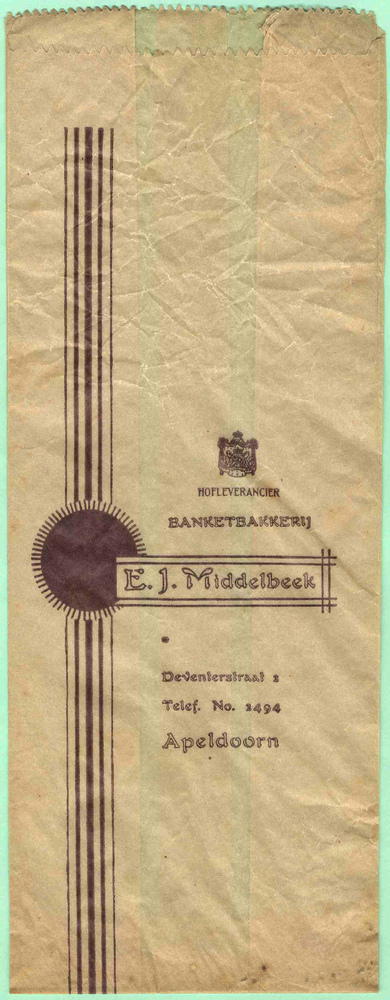 HOFLEVERANCIER
BANKETBAKKERIJ
E. J. Middelbeek
Deventerstraat 2
Telef. No. 2494
Apeldoorn